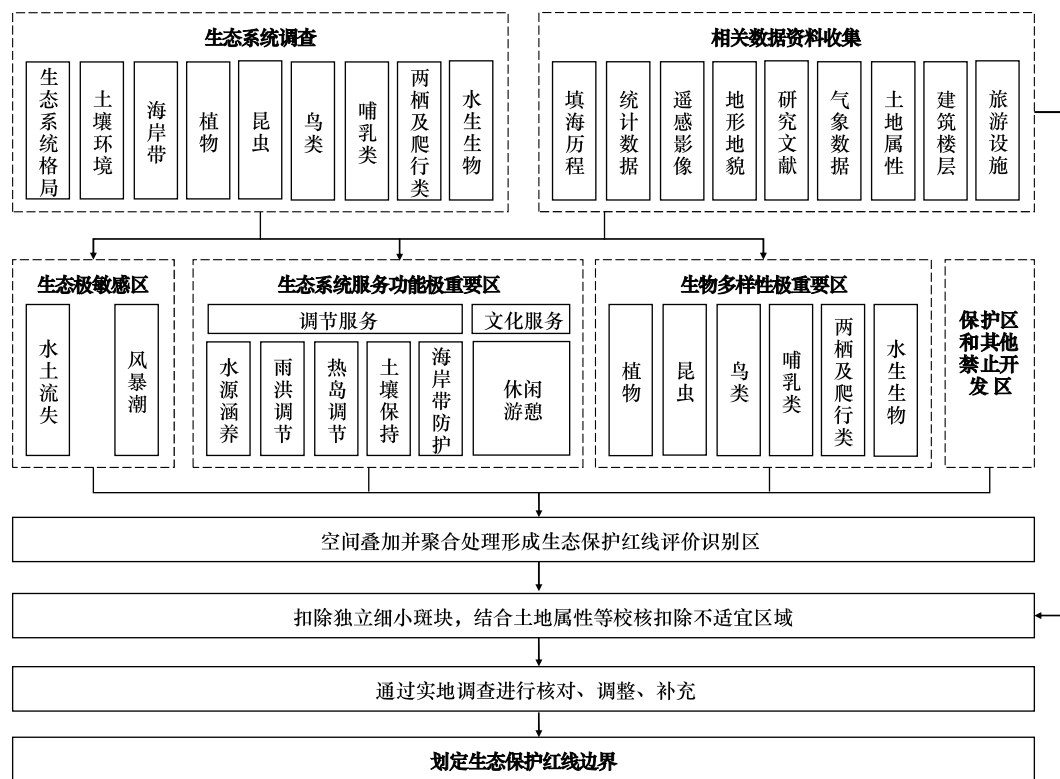 生态系统调查
生态系统格局
土壤环境
海岸带
植物
昆虫
鸟类
哺乳类
两栖及爬行类
水生生物
相关数据资料收集
填海历程
统计数据
遥感影像
地形地貌
研究文献
气象数据
土地属性
建筑楼层
旅游设施
生态极敏感区
水土流失
风暴潮
生态系统服务功能极重要区
调节服务
文化服务
水源涵养
雨洪调节
热岛调节
土壤保持
海岸带防护
休闲
游憩
生物多样性极重要区
植物
昆虫
鸟类
哺乳类
两栖及爬行类
水生生物
保护区
和其他
禁止开
发区
空间叠加并聚合处理形成生态保护红线评价识别区
扣除独立细小斑块，结合土地属性等校核扣除不适宜区域
通过实地调查进行核对、调整、补充
划定生态保护红线边界